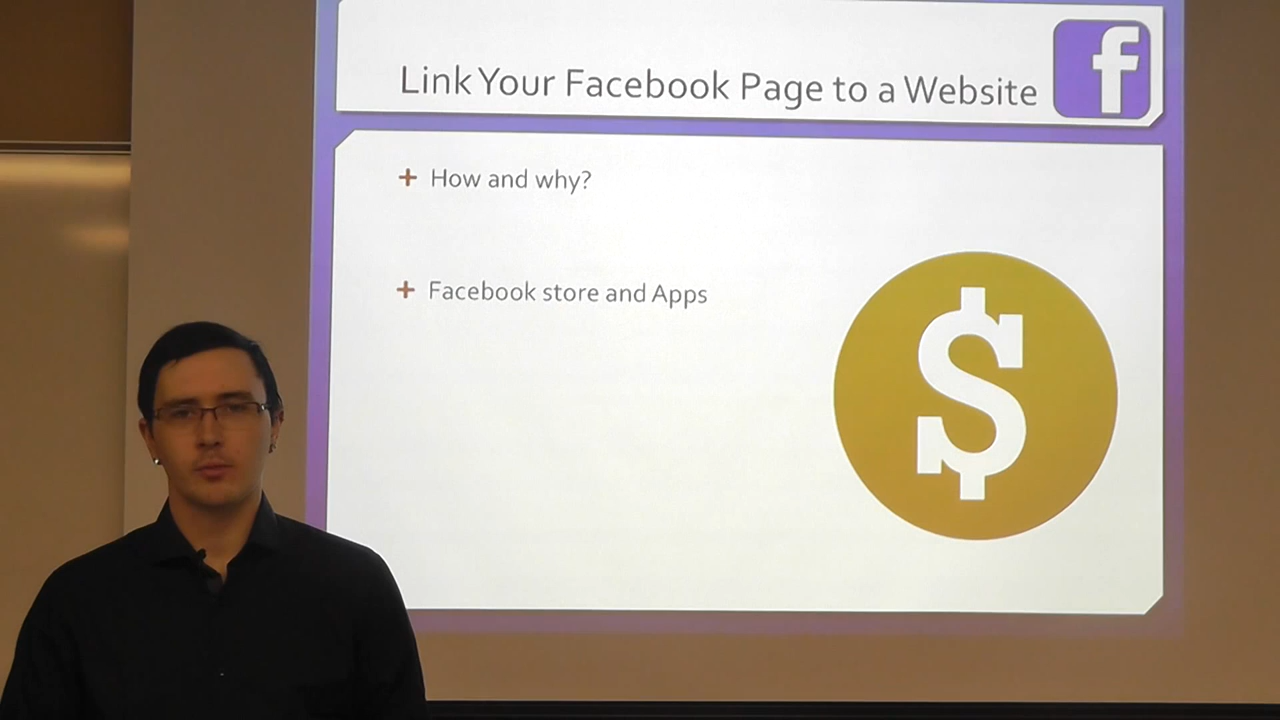 Link Your Facebook Page to a Website
f
+ How and why?
+ Facebook store and Apps
$